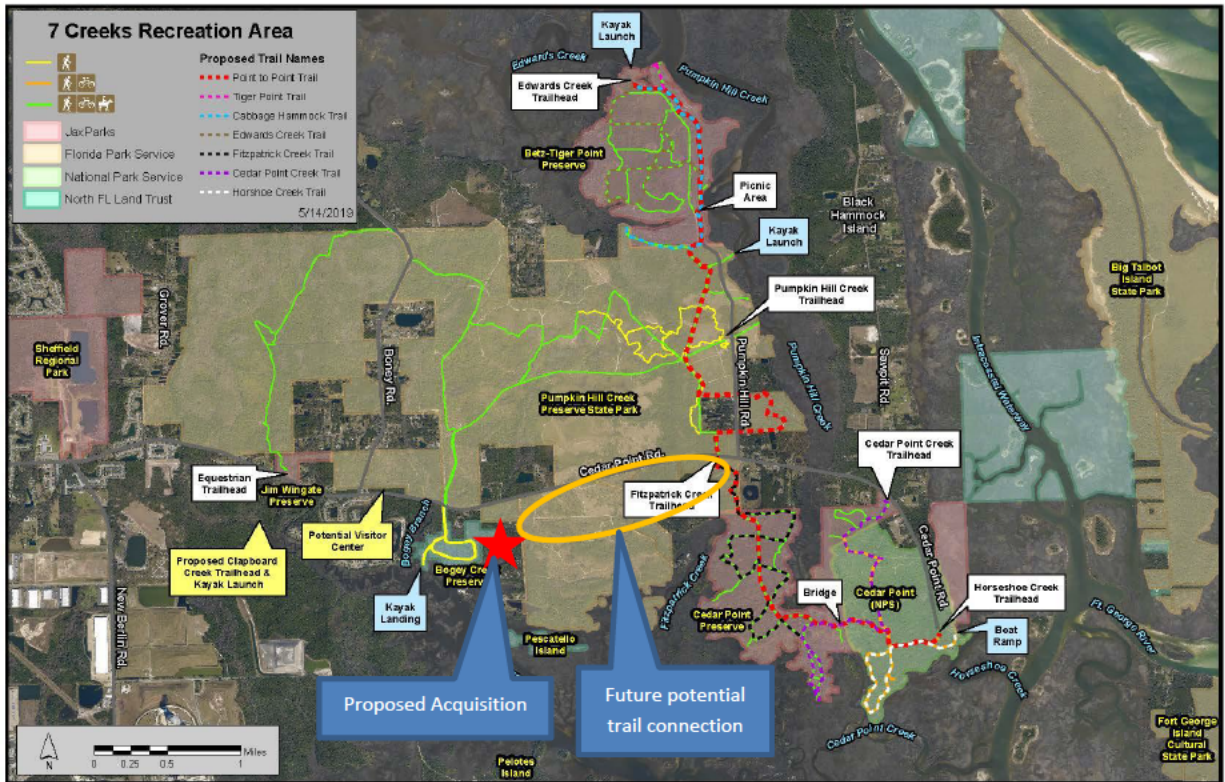 7 Creeks Recreation Area
JaxParks
Florida Park Service
National Park Service
North FL Land Trust
Proposed Trail Names
Point to Point Trail
Tiger Point Trail
Cabbage Hammock Trail
Edwards Creek Trail
Fitzpatrick Creek Trail
Cedar Point Creek Trail
Horshoe Creek Trail
5/14/2019
Kayak
Launch
Edward's Creek
Pumpkin Hill Creek
Edwards Creek
Trailhead
Betz-Tiger Point
Preserve
Picnic
Area
Kayak
Launch
Black
Hammock
Island
Big Talbot
Island
State Park
Pumpkin Hill Creek
Trailhead
Grover Rd.
Boney Rd.
Sheffield
Regional
Park
Pumpkin Hill Creek
Preserve State Park
Pumpkin Hill Rd.
Pumpkin Hill Creek
Sawpit Rd.
Intracoastal Waterway
Equestrian
Trailhead
Jim Wingate
Preserve
Cedar Point Rd.
Cedar Point Creek
Trailhead
Fitzpatrick Creek
Trailhead
Potential Visitor
Center
Proposed Clapboard
Creek Trailhead &
Kayak Launch
Bogey Branch
Kayak
Landing
Pescatello
Island
Fitzpatrick Creek
Cedar Point
Preserve
Bridge
Cedar Point
(NPS)
Cedar Point Rd.
Horseshoe Creek
Trailhead
Boat
Ramp
Ft. George
River
Horseshoe Creek
Cedar Point Creek
Fort George
Island
Cultural
State Park
New Berlin Rd.
Proposed Acquisition
Future potential
trail connection
Pelotes
Island
N
0 0.25 0.5 1
Miles